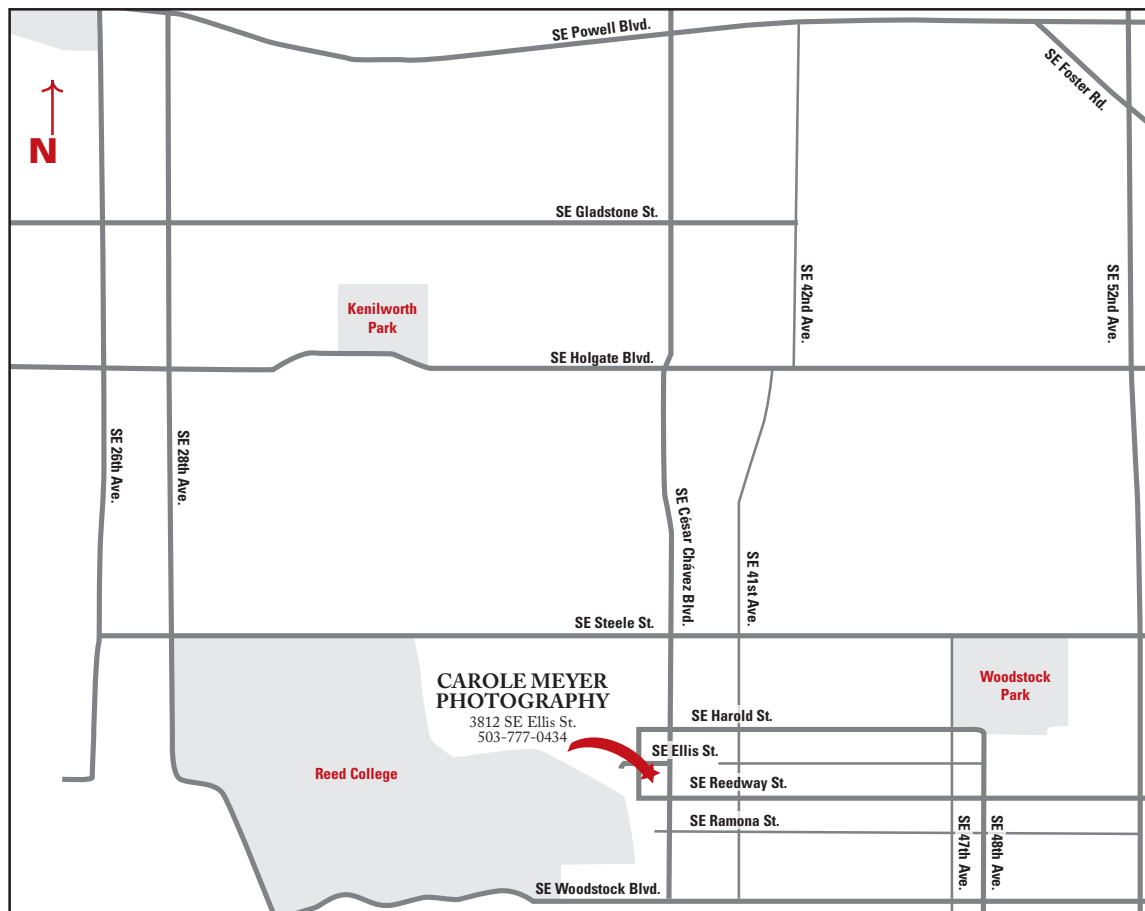 SE Powell Blvd.
SE Foster Rd.
N
SE Gladstone St.
SE 42nd Ave.
SE 52nd Ave.
Kenilworth
Park
SE Holgate Blvd.
SE 26th Ave.
SE 28th Ave.
SE César Chávez Blvd.
SE 41st Ave.
SE Steele St.
CAROLE MEYER
PHOTOGRAPHY
3812 SE Ellis St.
503-777-0434
Woodstock
Park
SE Harold St.
SE Ellis St.
Reed College
SE Reedway St.
SE Ramona St.
SE 47th Ave.
SE 48th Ave.
SE Woodstock Blvd.